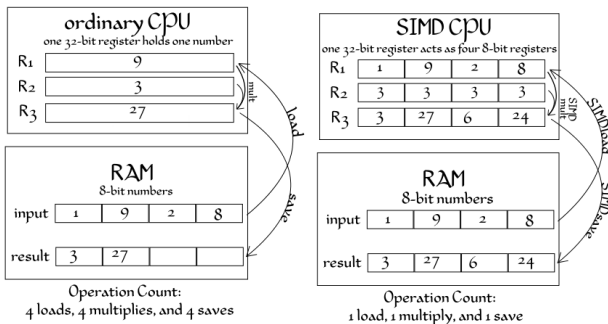 ordinary CPU
one 32-bit register holds one number
R1 9
R2 3
R3 27
mult
load
save
RAM
8-bit numbers
input 1 9 2 8
result 3 27
Operation Count:
4 loads, 4 multiplies, and 4 saves
SIMD CPU
one 32-bit register acts as four 8-bit registers
R1 1 9 2 8
R2 3 3 3 3
R3 3 27 6 24
SIMD
mult
SIMDload
SIMDsave
RAM
8-bit numbers
input 1 9 2 8
result 3 27 6 24
Operation Count:
1 load, 1 multiply, and 1 save